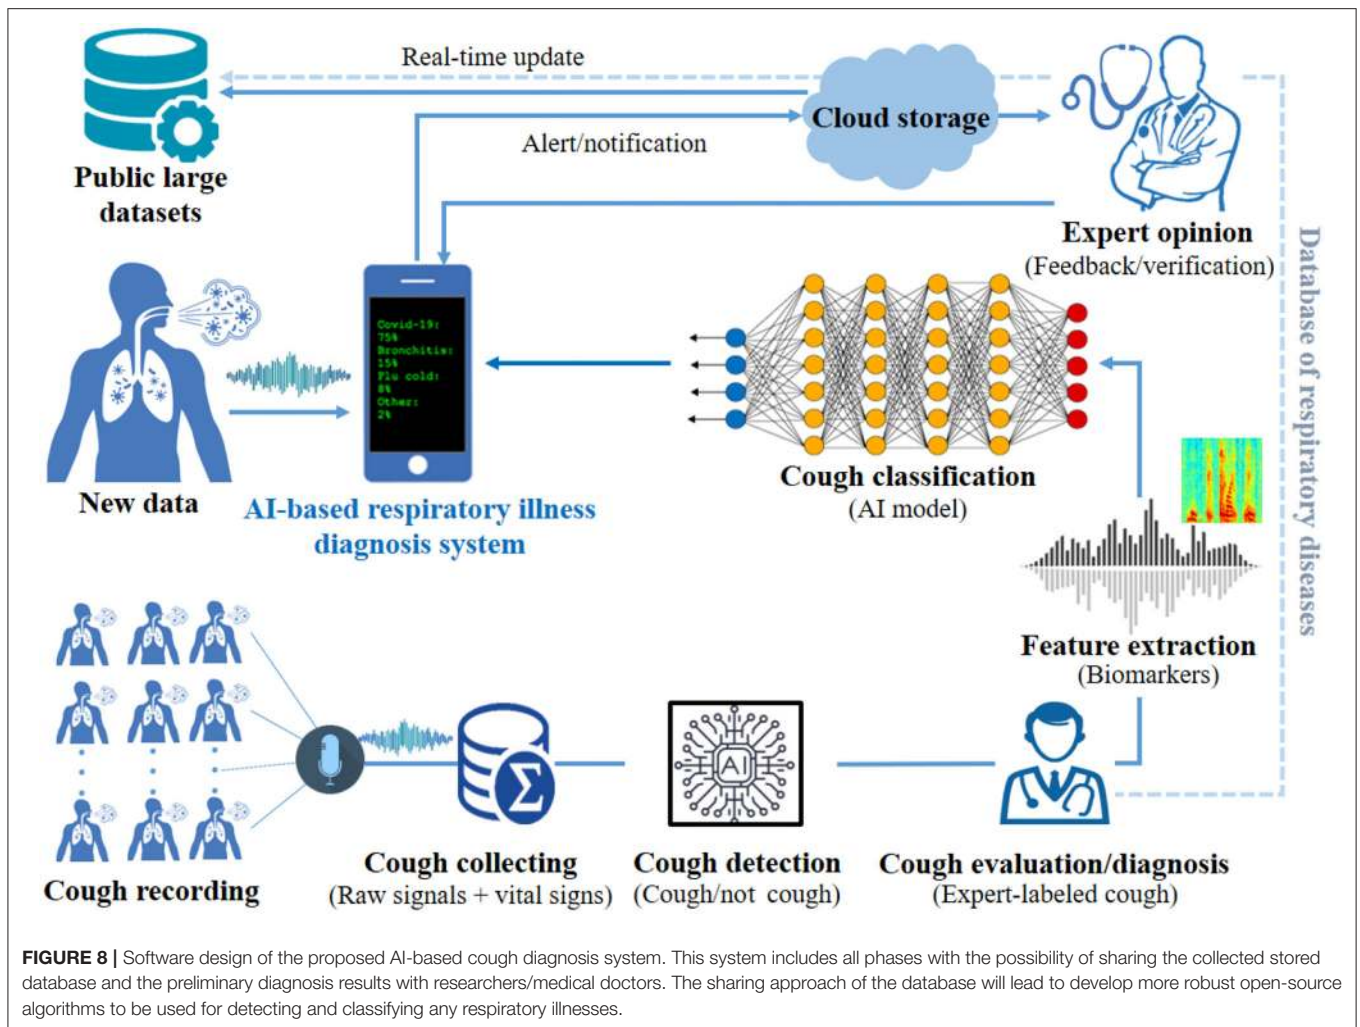 Real-time update
Cloud storage
Alert/notification
Public large
datasets
Expert opinion
(Feedback/verification)
Database of respiratory diseases
Covid-19:
75%
Bronchitis:
15%
Flu cold:
8%
Other:
2%
New data
AI-based respiratory illness
diagnosis system
Cough classification
(AI model)
Feature extraction
(Biomarkers)
AI
Σ
Cough recording
Cough collecting
(Raw signals + vital signs)
Cough detection
(Cough/not cough)
Cough evaluation/diagnosis
(Expert-labeled cough)
FIGURE 8 | Software design of the proposed AI-based cough diagnosis system. This system includes all phases with the possibility of sharing the collected stored
database and the preliminary diagnosis results with researchers/medical doctors. The sharing approach of the database will lead to develop more robust open-source
algorithms to be used for detecting and classifying any respiratory illnesses.